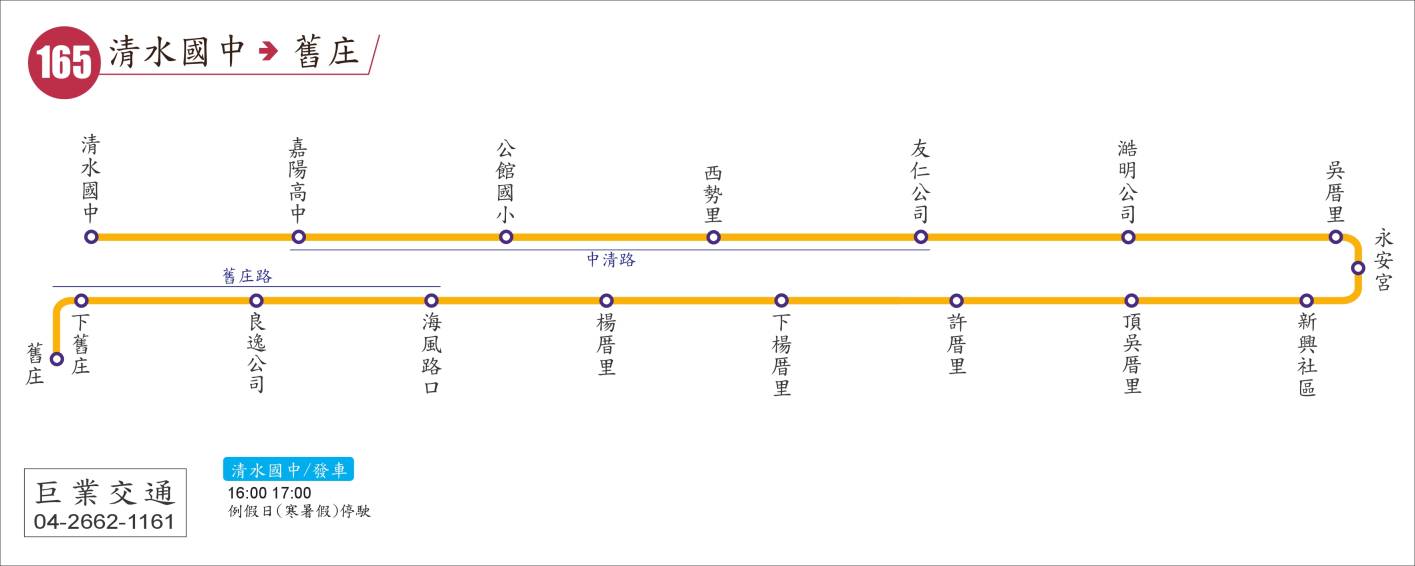 165 清水國中 → 舊庄
清水國中
嘉陽高中
公館國小
西勢里
友仁公司
澔明公司
吳厝里
永安宮
中清路
舊庄路
新興社區
頂吳厝里
許厝里
下楊厝里
楊厝里
海風路口
良逸公司
下舊庄
舊庄
巨業交通
04-2662-1161
清水國中/發車
16:00 17:00
例假日(寒暑假)停駛